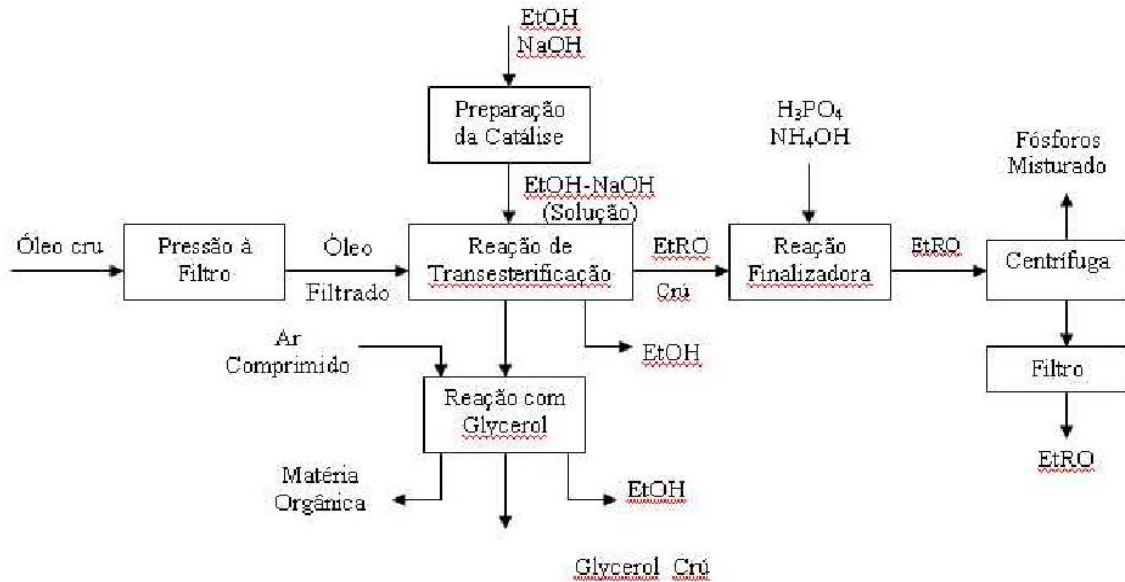 EtOH
NaOH
Preparação
da Catálise
H₃PO₄
NH₄OH
Fósforos
Misturado
EtOH-NaOH
(Solução)
Óleo cru
Pressão à
Filtro
Óleo
Filtrado
Reação de
Transesterificação
EtRO
Crú
Reação
Finalizadora
EtRO
Centrífuga
Ar
Comprimido
EtOH
Filtro
Reação com
Glycerol
EtRO
Matéria
Orgânica
EtOH
Glycerol Crú